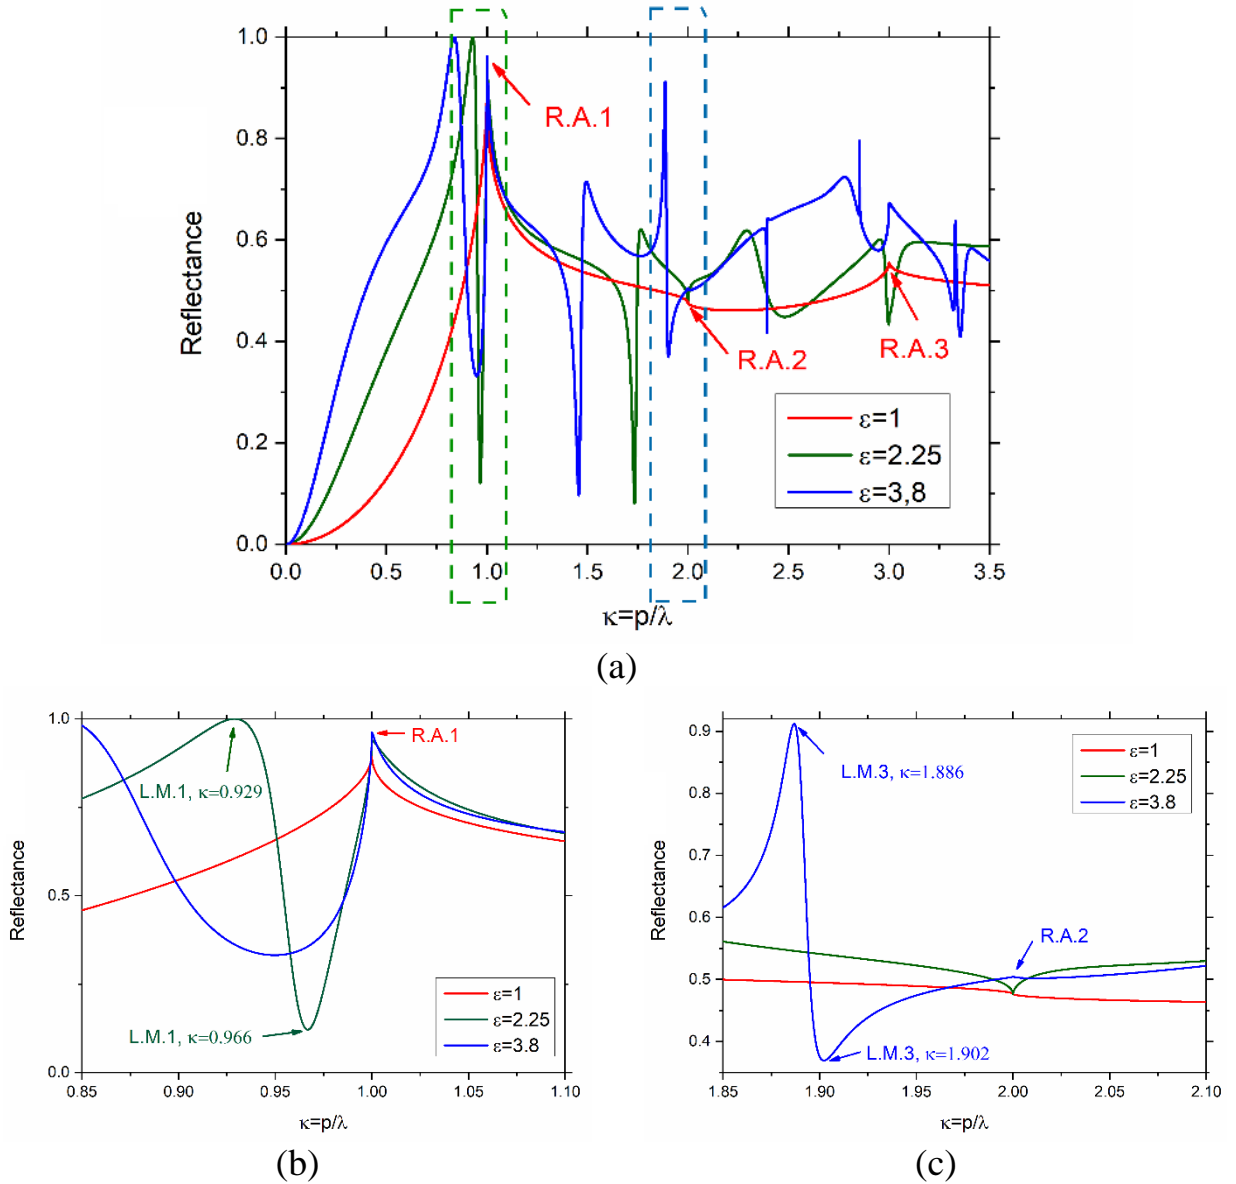 1.0
0.8
0.6
0.4
0.2
0.0
Reflectance
R.A.1
R.A.2
R.A.3
ε=1
ε=2.25
ε=3,8
0.0 0.5 1.0 1.5 2.0 2.5 3.0 3.5
κ=p/λ
(a)
1.0
0.5
0.0
Reflectance
R.A.1
L.M.1, κ=0.929
L.M.1, κ=0.966
ε=1
ε=2.25
ε=3.8
0.85 0.90 0.95 1.00 1.05 1.10
κ=p/λ
(b)
0.9
0.8
0.7
0.6
0.5
0.4
Reflectance
ε=1
ε=2.25
ε=3.8
L.M.3, κ=1.886
R.A.2
L.M.3, κ=1.902
1.85 1.90 1.95 2.00 2.05 2.10
κ=p/λ
(c)